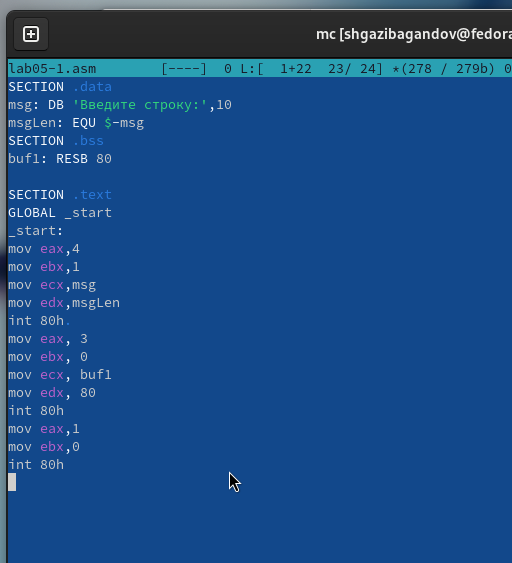 mc [shgazibagandov@fedora
lab05-1.asm [----] 0 L:[ 1+22 23/ 24] *(278 / 279b) 0
SECTION .data
msg: DB 'Введите строку:',10
msgLen: EQU $-msg
SECTION .bss
buf1: RESB 80
SECTION .text
GLOBAL _start
_start:
mov eax,4
mov ebx,1
mov ecx,msg
mov edx,msgLen
int 80h
mov eax, 3
mov ebx, 0
mov ecx, buf1
mov edx, 80
int 80h
mov eax,1
mov ebx,0
int 80h